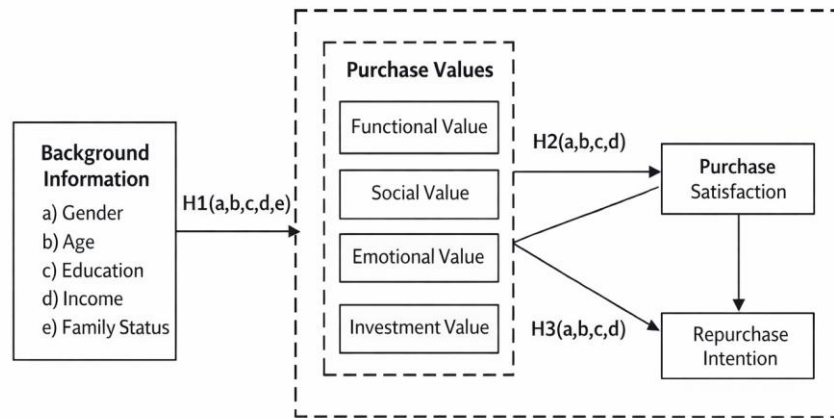 Background
Information
a) Gender
b) Age
c) Education
d) Income
e) Family Status
H1(a,b,c,d,e)
Purchase Values
Functional Value
Social Value
Emotional Value
Investment Value
H2(a,b,c,d)
H3(a,b,c,d)
Purchase
Satisfaction
Repurchase
Intention